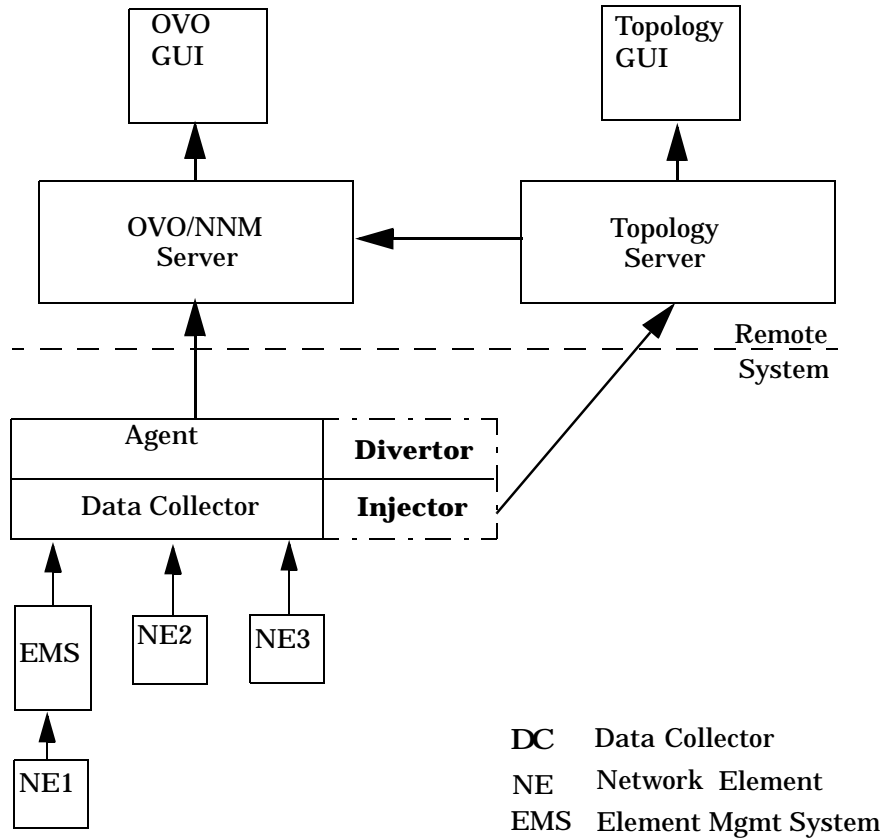 OVO
GUI
Topology
GUI
OVO/NNM
Server
Topology
Server
Remote
System
Agent
Divertor
Data Collector
Injector
EMS
NE2
NE3
NE1
DC Data Collector
NE Network Element
EMS Element Mgmt System